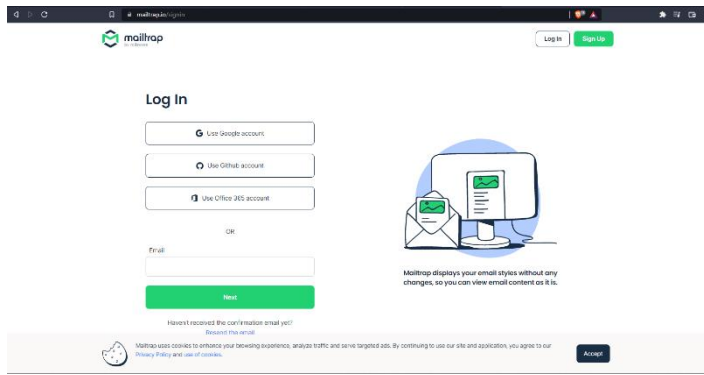 mailtrap.io/signin
mailtrap
Log In
Sign Up
Log In
Use Google account
Use Github account
Use Office 365 account
OR
Email
Next
Haven't received the confirmation email yet?
Resend the email
Mailtrap displays your email styles without any
changes, so you can view email content as it is.
Mailtrap uses cookies to enhance your browsing experience, analyze traffic and serve targeted ads. By continuing to use our site and application, you agree to our
Privacy Policy and use of cookies.
Accept